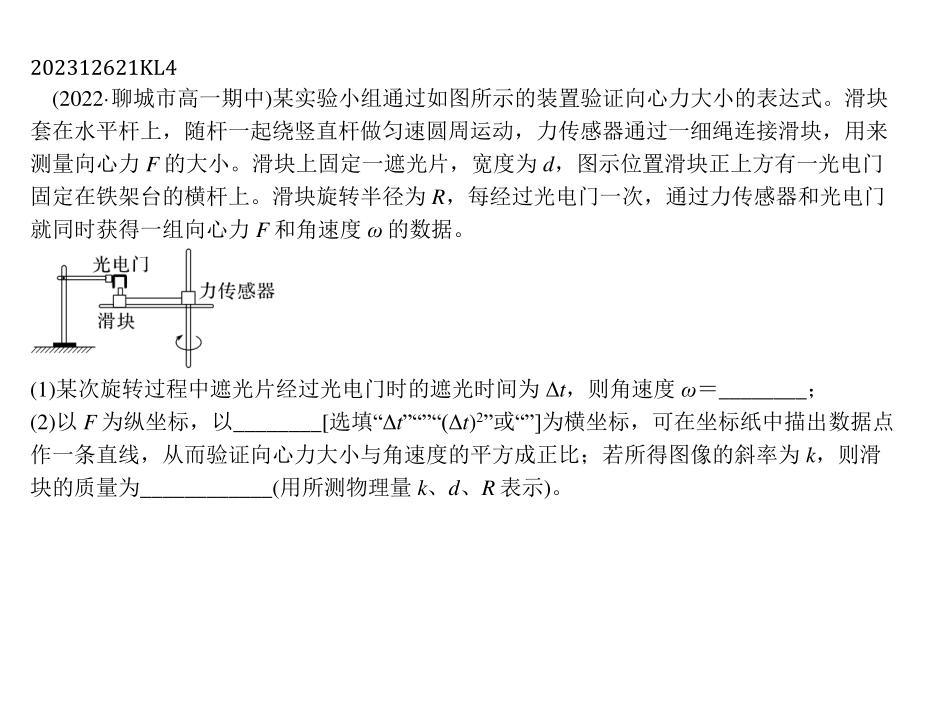 202312621KL4
(2022·聊城市高一期中)某实验小组通过如图所示的装置验证向心力大小的表达式。滑块
套在水平杆上，随杆一起绕竖直杆做匀速圆周运动，力传感器通过一细绳连接滑块，用来
测量向心力 F 的大小。滑块上固定一遮光片，宽度为 d，图示位置滑块正上方有一光电门
固定在铁架台的横杆上。滑块旋转半径为 R，每经过光电门一次，通过力传感器和光电门
就同时获得一组向心力 F 和角速度 ω 的数据。
光电门
力传感器
滑块
(1)某次旋转过程中遮光片经过光电门时的遮光时间为 Δt，则角速度 ω＝________；
(2)以 F 为纵坐标，以________[选填“Δt”“”“(Δt)²”或“”]为横坐标，可在坐标纸中描出数据点
作一条直线，从而验证向心力大小与角速度的平方成正比；若所得图像的斜率为 k，则滑
块的质量为____________(用所测物理量 k、d、R 表示)。